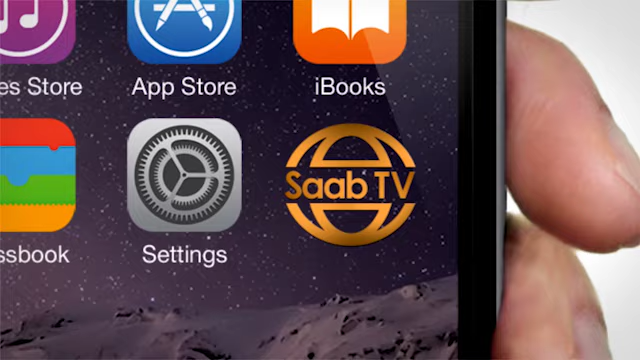 es Store
App Store
iBooks
Saab TV
ssbook
Settings